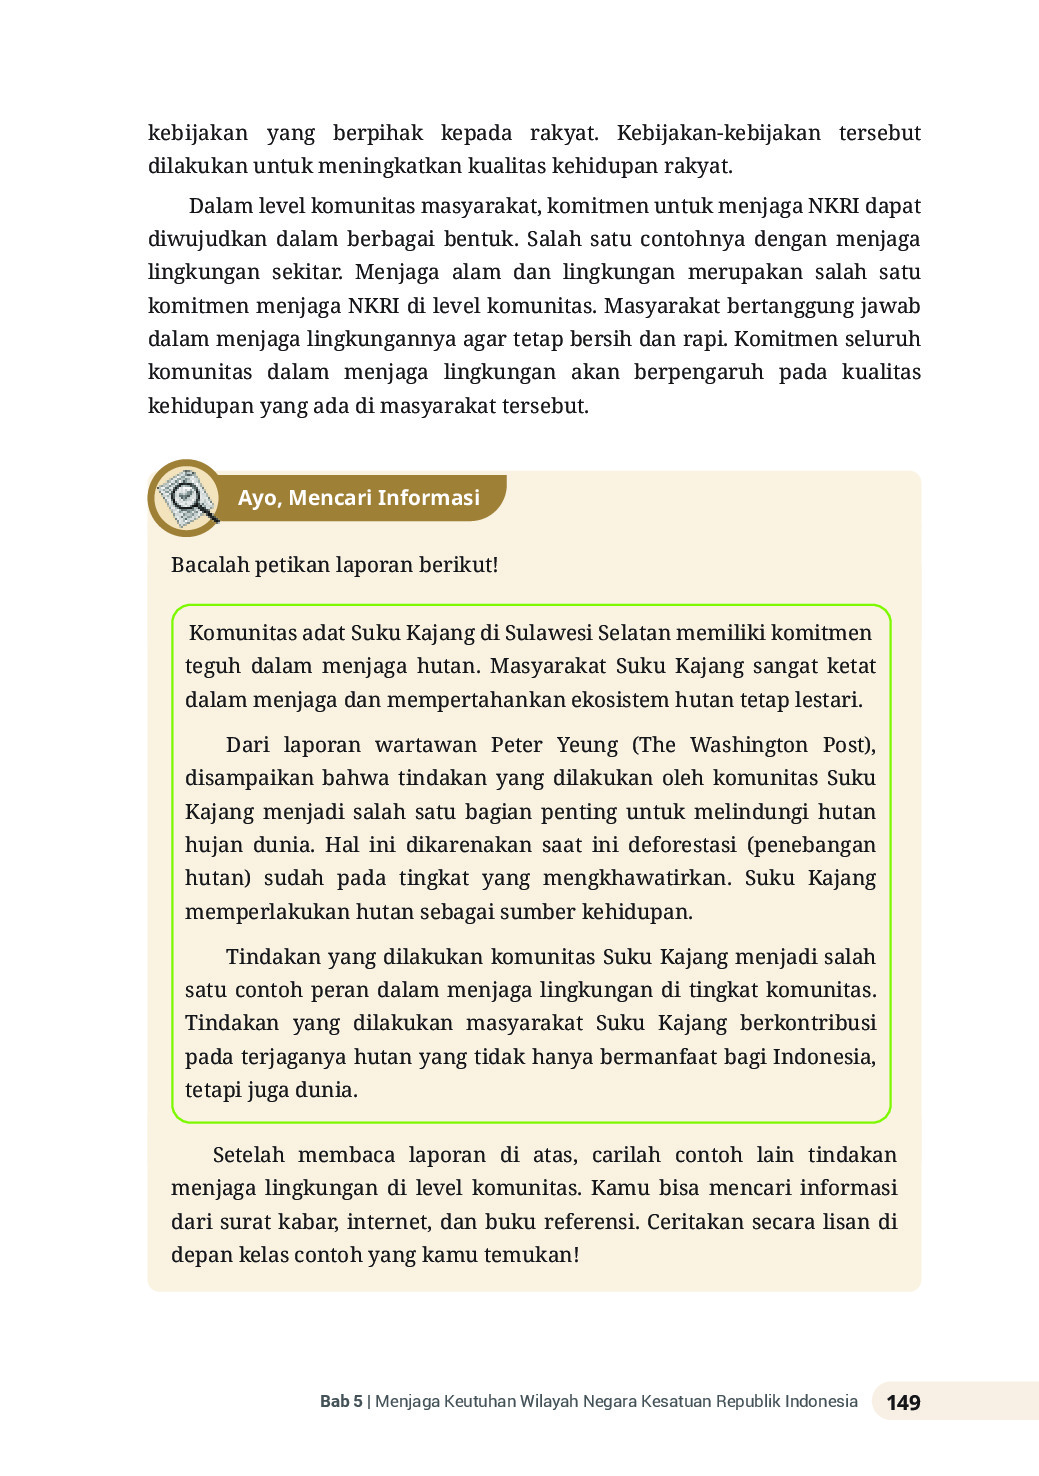 kebijakan yang berpihak kepada rakyat. Kebijakan-kebijakan tersebut
dilakukan untuk meningkatkan kualitas kehidupan rakyat.
Dalam level komunitas masyarakat, komitmen untuk menjaga NKRI dapat
diwujudkan dalam berbagai bentuk. Salah satu contohnya dengan menjaga
lingkungan sekitar. Menjaga alam dan lingkungan merupakan salah satu
komitmen menjaga NKRI di level komunitas. Masyarakat bertanggung jawab
dalam menjaga lingkungannya agar tetap bersih dan rapi. Komitmen seluruh
komunitas dalam menjaga lingkungan akan berpengaruh pada kualitas
kehidupan yang ada di masyarakat tersebut.
Ayo, Mencari Informasi
Bacalah petikan laporan berikut!
Komunitas adat Suku Kajang di Sulawesi Selatan memiliki komitmen
teguh dalam menjaga hutan. Masyarakat Suku Kajang sangat ketat
dalam menjaga dan mempertahankan ekosistem hutan tetap lestari.
Dari laporan wartawan Peter Yeung (The Washington Post),
disampaikan bahwa tindakan yang dilakukan oleh komunitas Suku
Kajang menjadi salah satu bagian penting untuk melindungi hutan
hujan dunia. Hal ini dikarenakan saat ini deforestasi (penebangan
hutan) sudah pada tingkat yang mengkhawatirkan. Suku Kajang
memperlakukan hutan sebagai sumber kehidupan.
Tindakan yang dilakukan komunitas Suku Kajang menjadi salah
satu contoh peran dalam menjaga lingkungan di tingkat komunitas.
Tindakan yang dilakukan masyarakat Suku Kajang berkontribusi
pada terjaganya hutan yang tidak hanya bermanfaat bagi Indonesia,
tetapi juga dunia.
Setelah membaca laporan di atas, carilah contoh lain tindakan
menjaga lingkungan di level komunitas. Kamu bisa mencari informasi
dari surat kabar, internet, dan buku referensi. Ceritakan secara lisan di
depan kelas contoh yang kamu temukan!
Bab 5 | Menjaga Keutuhan Wilayah Negara Kesatuan Republik Indonesia 149